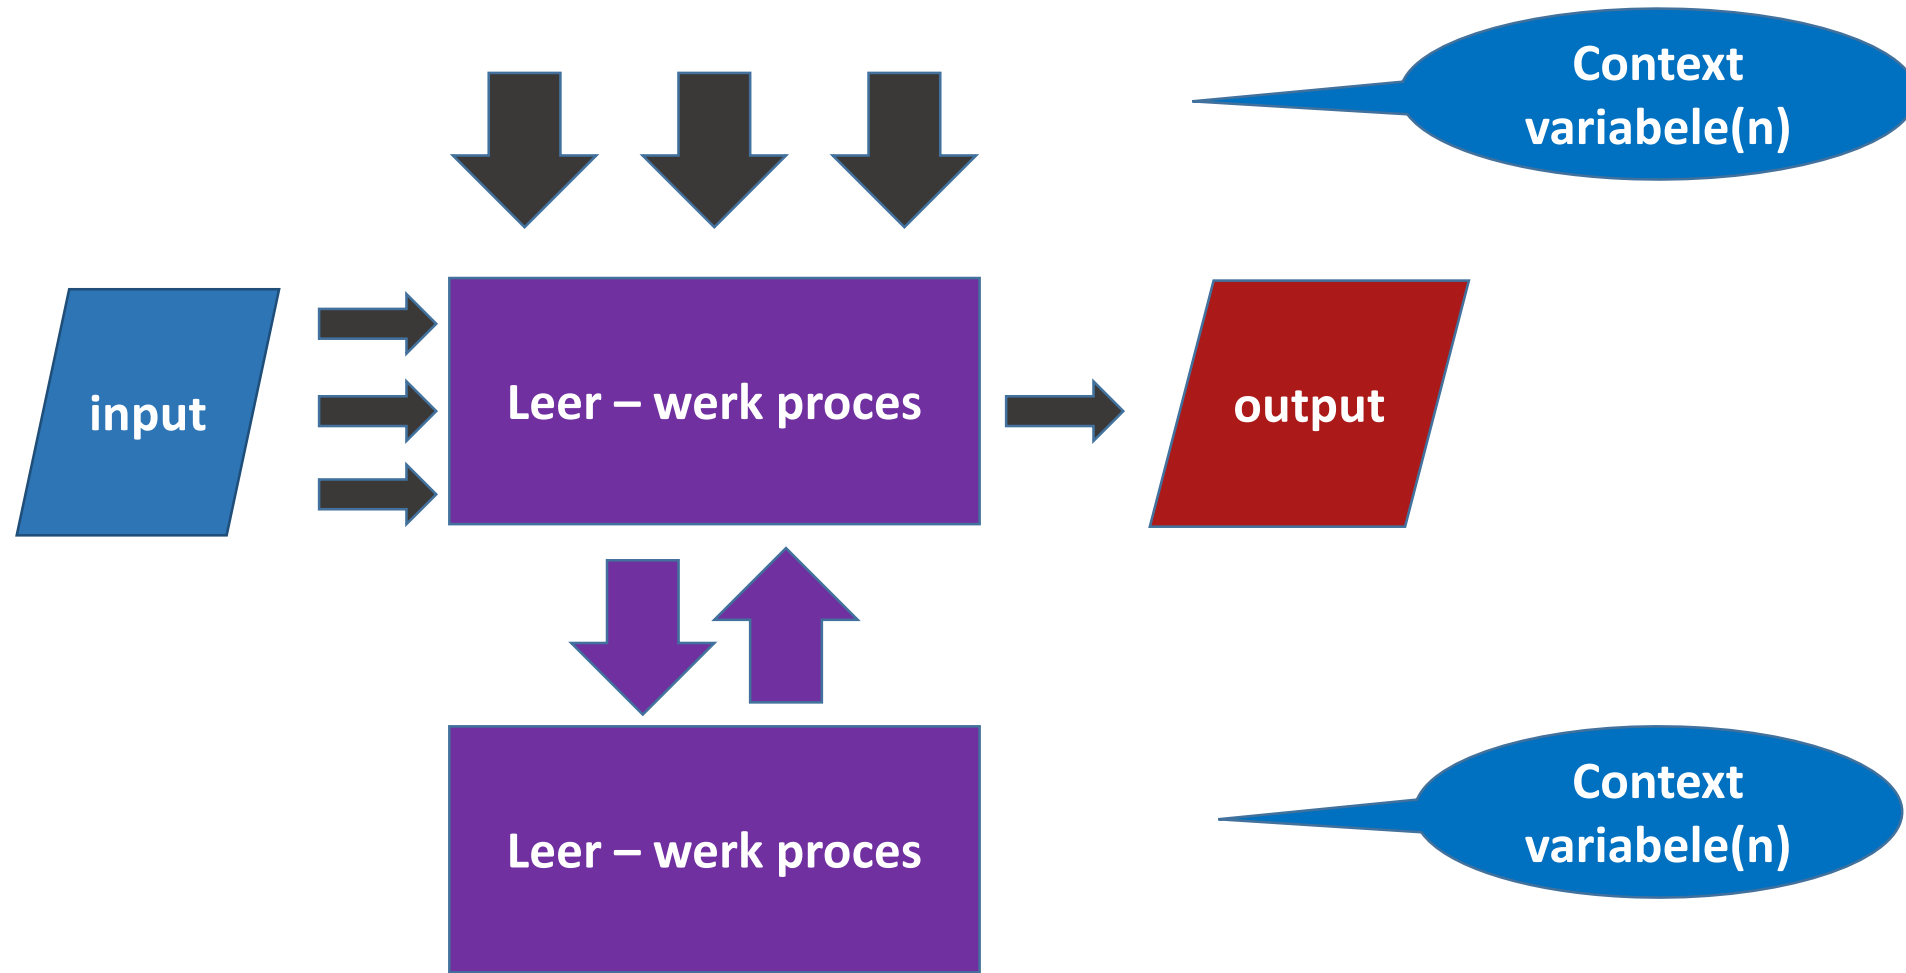 Context
variabele(n)
input
Leer – werk proces
output
Leer – werk proces
Context
variabele(n)